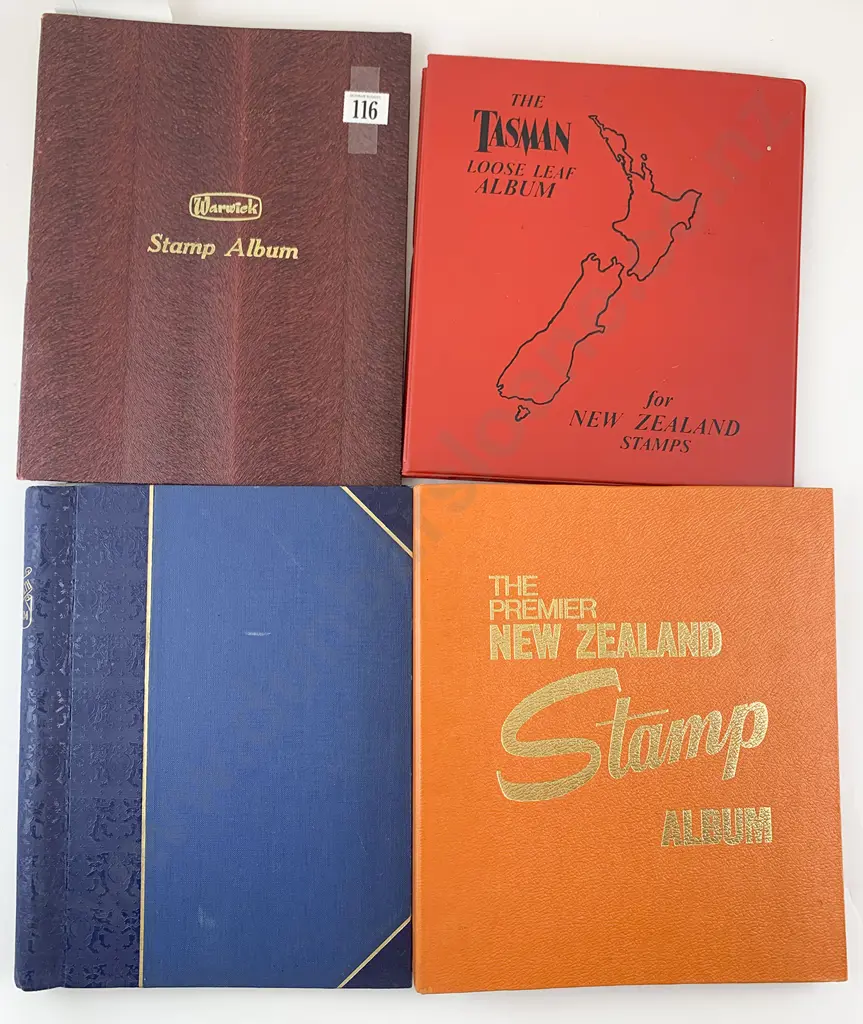 116
Warwick
Stamp Album
THE
TASMAN
LOOSE LEAF
ALBUM
for
NEW ZEALAND
STAMPS
THE
PREMIER
NEW ZEALAND
Stamp
ALBUM